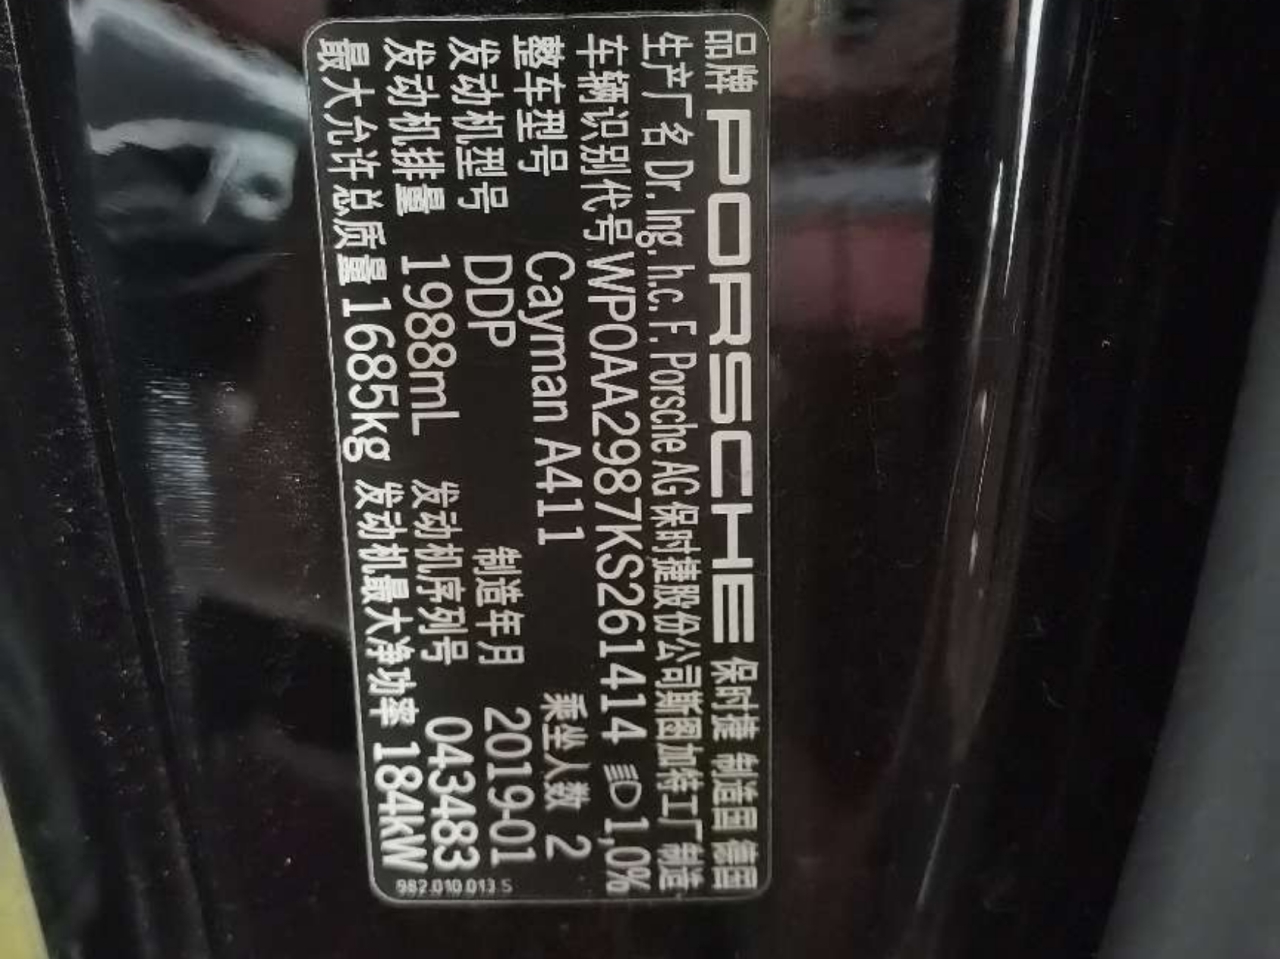 品牌 PORSCHE 保时捷 制造国 德国
生产厂名 Dr. Ing. h.c. F. Porsche AG 保时捷股份公司斯图加特工厂制造
车辆识别代号 WP0AA2987KS261414 1,0%
整车型号 Cayman A411 乘坐人数 2
发动机型号 DDP 制造年月 2019-01
发动机排量 1988mL 发动机序列号 043483
最大允许总质量 1685kg 发动机最大净功率 184kW
982.010.013.S